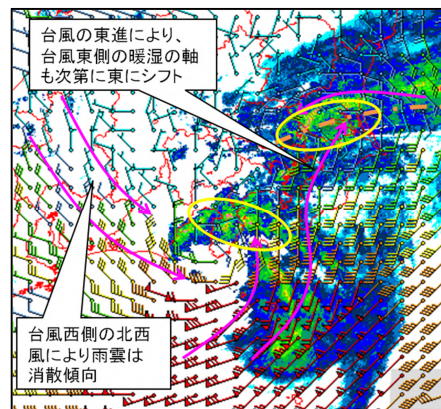 台風の東進により、
台風東側の暖湿の軸
も次第に東にシフト
台風西側の北西
風により雨雲は
消散傾向